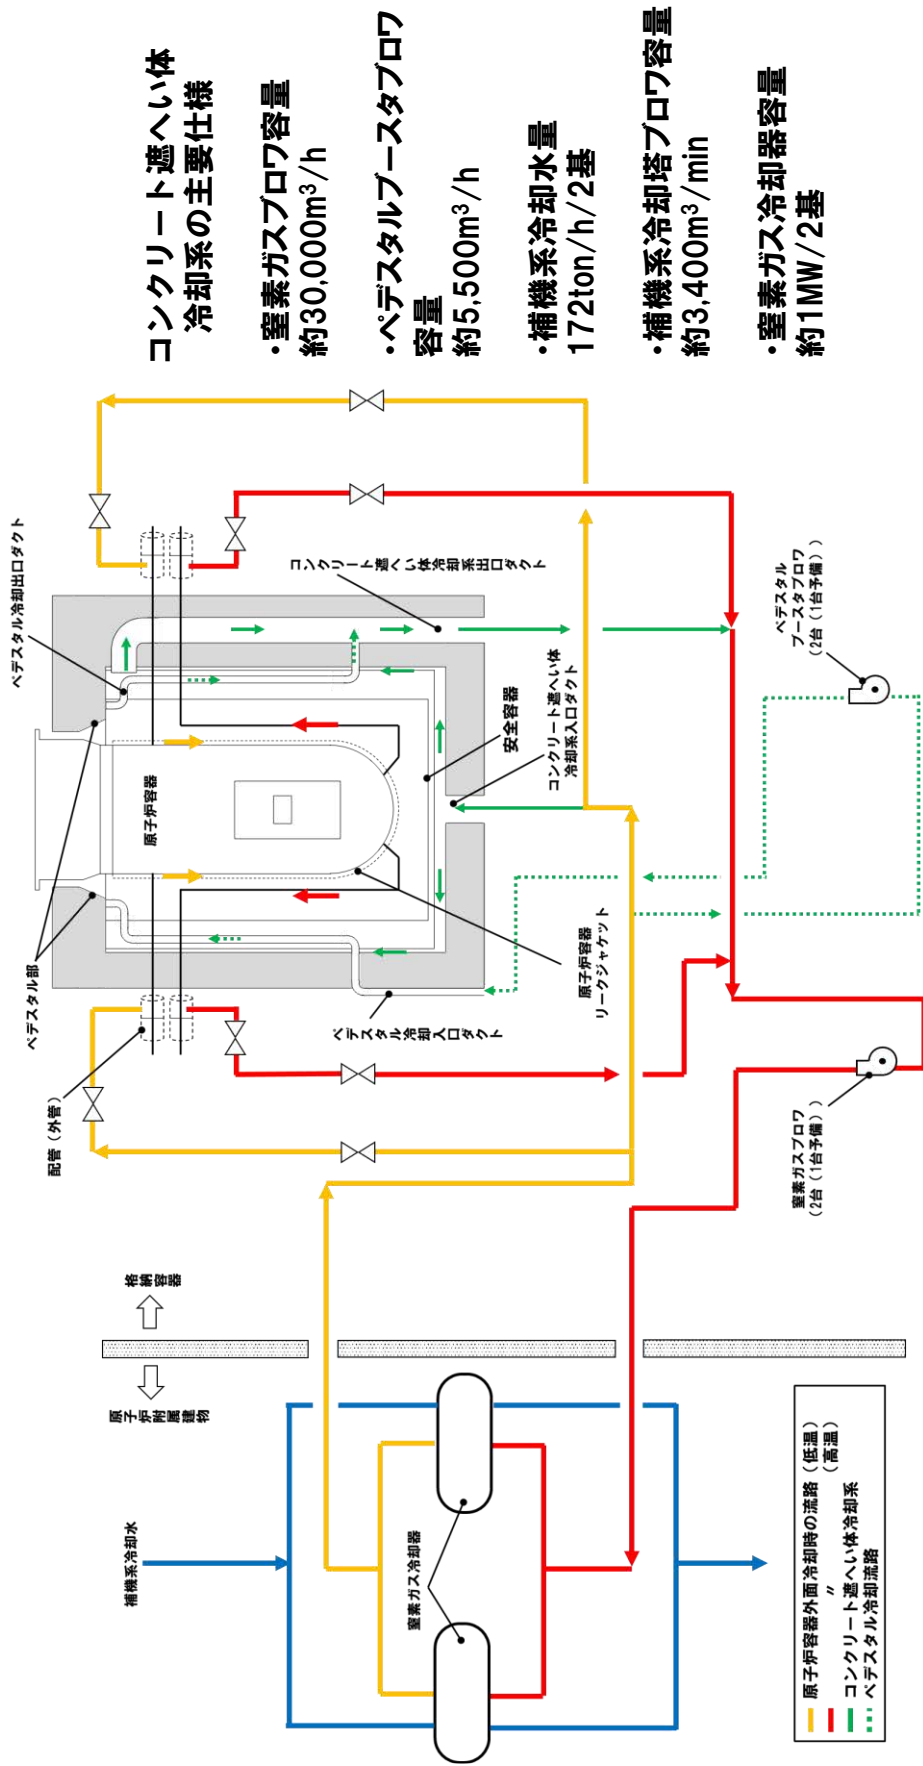 補機系冷却水
原子炉附属建物
格納容器
窒素ガス冷却器
配管（外管）
ペデスタル部
ペデスタル冷却出口ダクト
原子炉容器
ペデスタル冷却入口ダクト
原子炉容器
リークジャケット
安全容器
コンクリート遮へい体
冷却系入口ダクト
コンクリート遮へい体冷却系出口ダクト
窒素ガスブロワ
（2台（1台予備））
ペデスタル
ブースタブロワ
（2台（1台予備））
原子炉容器外面冷却時の流路（低温）
〃（高温）
コンクリート遮へい体冷却系
ペデスタル冷却流路
コンクリート遮へい体
冷却系の主要仕様
・窒素ガスブロワ容量
約30,000m³/h
・ペデスタルブースタブロワ
容量
約5,500m³/h
・補機系冷却水量
172ton/h/2基
・補機系冷却塔ブロワ容量
約3,400m³/min
・窒素ガス冷却器容量
約1MW/2基